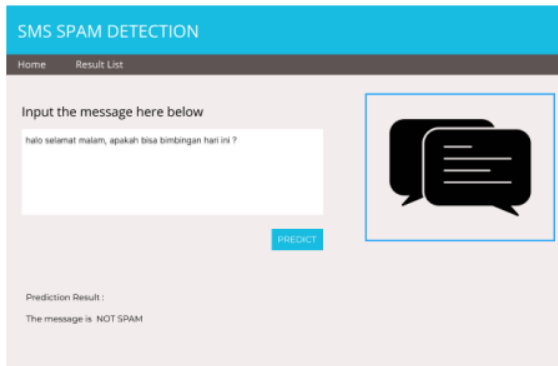 SMS SPAM DETECTION
Home Result List
Input the message here below
halo selamat malam, apakah bisa bimbingan hari ini ?
PREDICT
Prediction Result :
The message is NOT SPAM